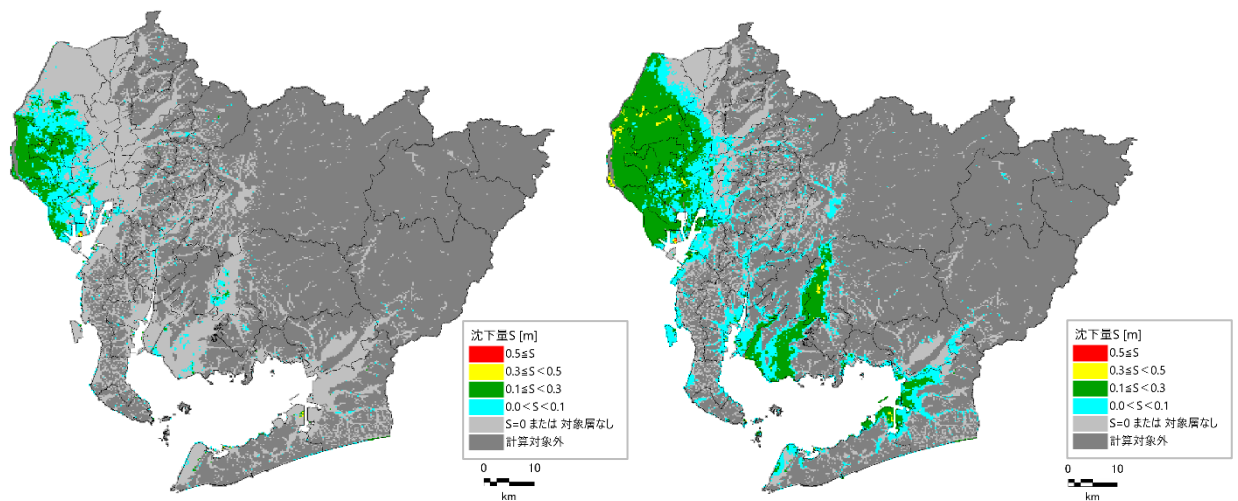 沈下量S [m]
0.5≦S
0.3≦S<0.5
0.1≦S<0.3
0.0<S<0.1
S=0 または 対象層なし
計算対象外
0 10
km
沈下量S [m]
0.5≦S
0.3≦S<0.5
0.1≦S<0.3
0.0<S<0.1
S=0 または 対象層なし
計算対象外
0 10
km